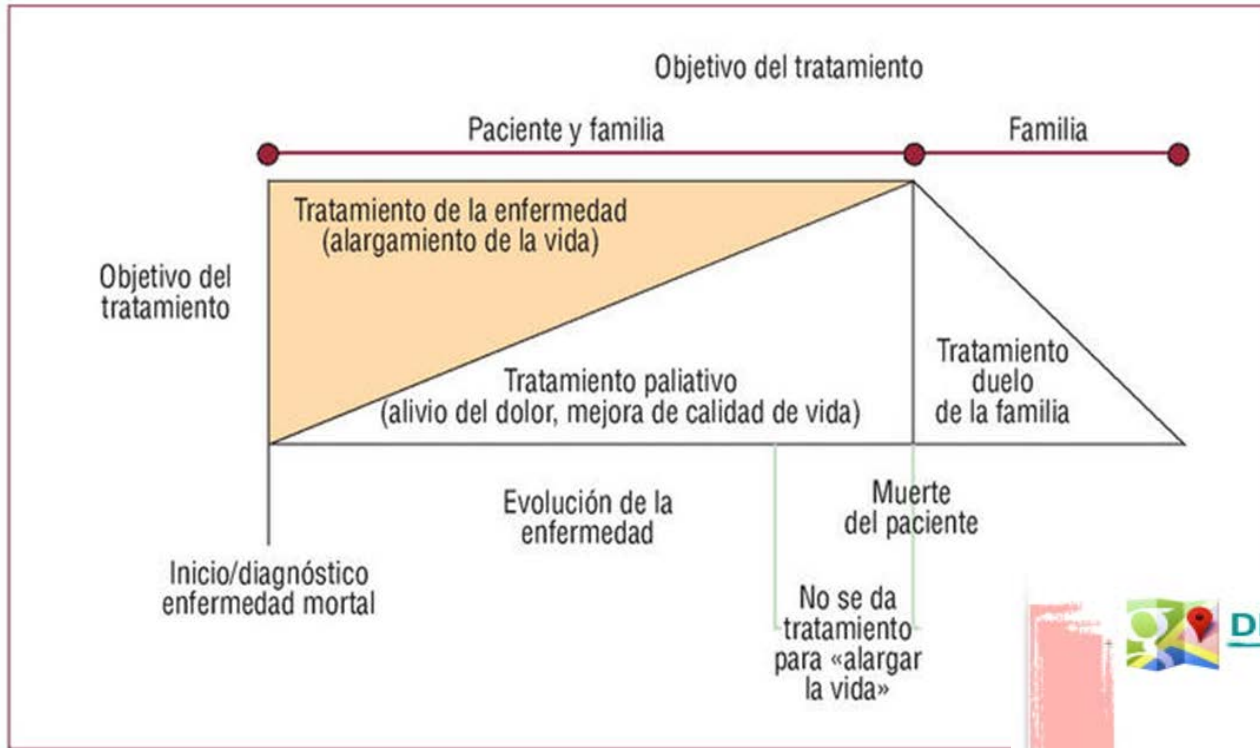 Objetivo del tratamiento
Paciente y familia
Familia
Tratamiento de la enfermedad
(alargamiento de la vida)
Objetivo del
tratamiento
Tratamiento paliativo
(alivio del dolor, mejora de calidad de vida)
Tratamiento
duelo
de la familia
Evolución de la
enfermedad
Muerte
del paciente
Inicio/diagnóstico
enfermedad mortal
No se da
tratamiento
para «alargar
la vida»